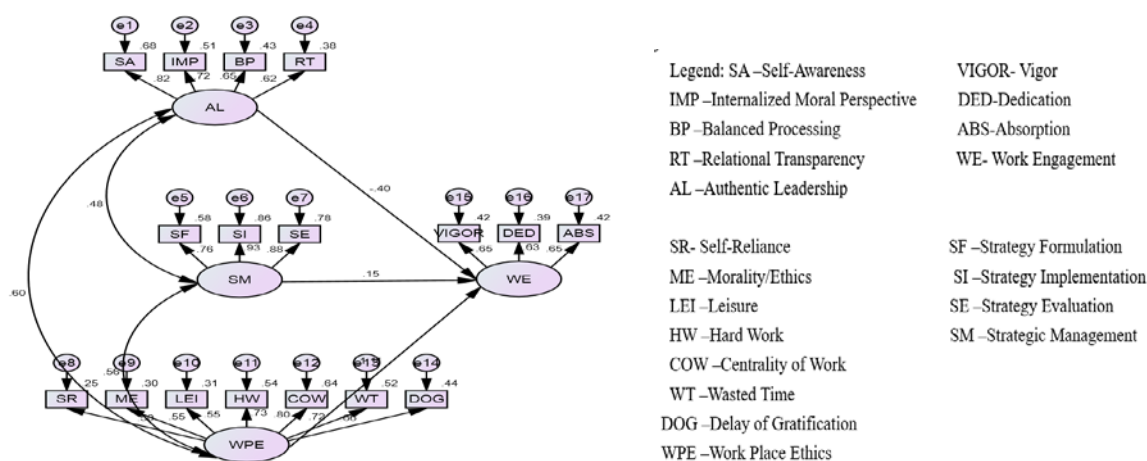 e1 e2 e3 e4
.68 .51 .43 .38
SA IMP BP RT
.82 .72 .65 .62
AL
.48
-.40
e5 e6 e7
.58 .86 .78
SF SI SE
.76 .93 .88
SM
.15
e15 e16 e17
.42 .39 .42
VIGOR DED ABS
.65 .63 .65
WE
.60
.56
e8 e9 e10 e11 e12 e14
.25 .30 .31 .54 .64 .52 .44
SR ME LEI HW COW WT DOG
.55 .55 .73 .80 .72
WPE
Legend: SA –Self-Awareness
IMP –Internalized Moral Perspective
BP –Balanced Processing
RT –Relational Transparency
AL –Authentic Leadership
VIGOR- Vigor
DED-Dedication
ABS-Absorption
WE- Work Engagement
SR- Self-Reliance
ME –Morality/Ethics
LEI –Leisure
HW –Hard Work
COW –Centrality of Work
WT –Wasted Time
DOG –Delay of Gratification
WPE –Work Place Ethics
SF –Strategy Formulation
SI –Strategy Implementation
SE –Strategy Evaluation
SM –Strategic Management